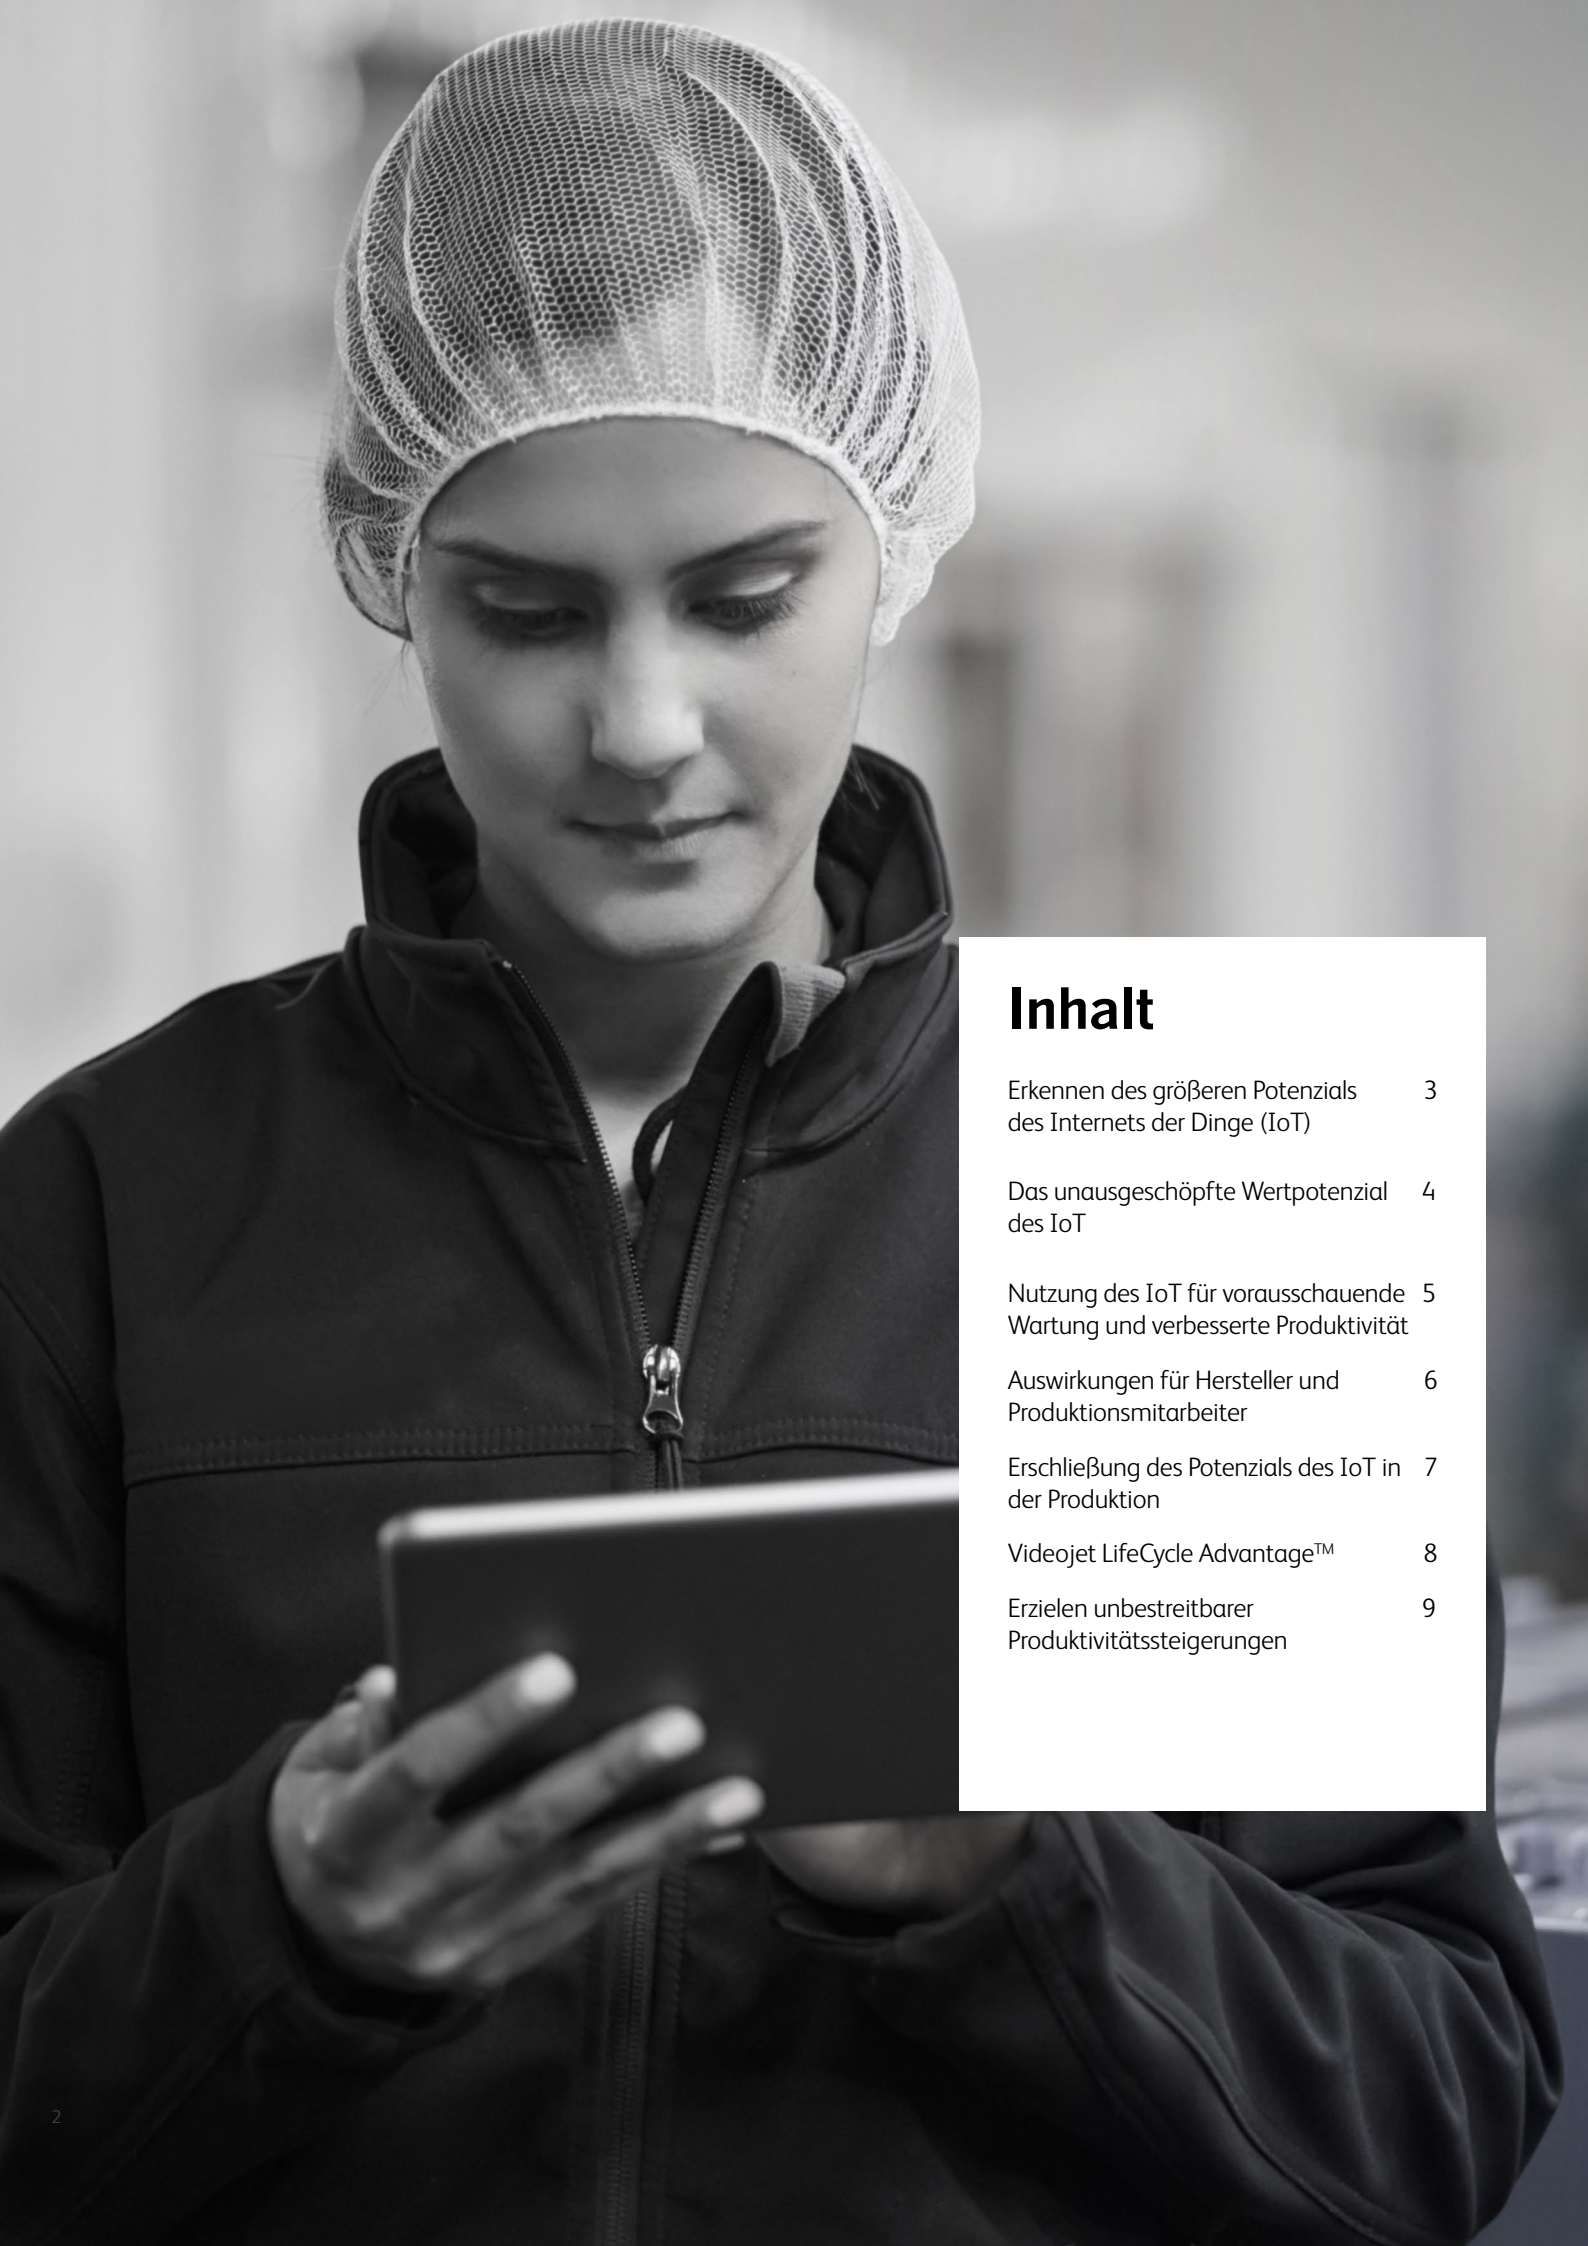 Inhalt
Erkennen des größeren Potenzials 3
des Internets der Dinge (IoT)
Das unausgeschöpfte Wertpotenzial 4
des IoT
Nutzung des IoT für vorausschauende 5
Wartung und verbesserte Produktivität
Auswirkungen für Hersteller und 6
Produktionsmitarbeiter
Erschließung des Potenzials des IoT in 7
der Produktion
Videojet LifeCycle Advantage™ 8
Erzielen unbestreitbarer 9
Produktivitätssteigerungen
2